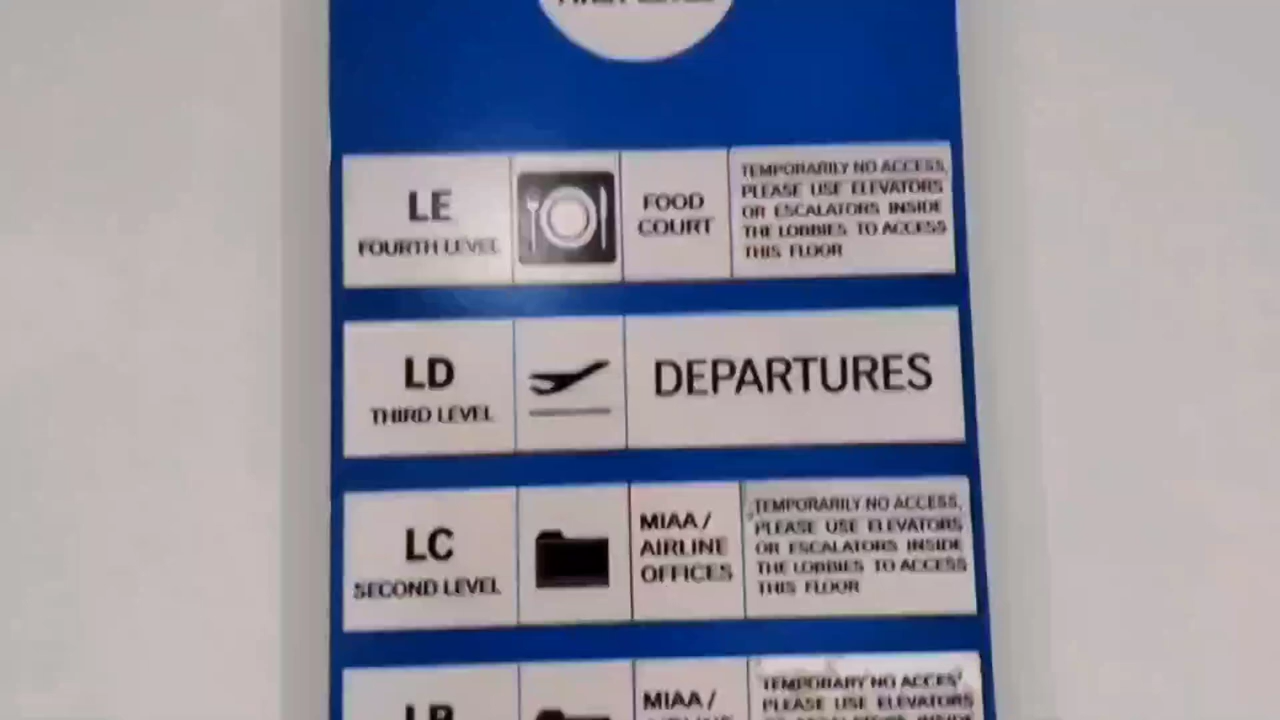 LE
FOURTH LEVEL
FOOD
COURT
TEMPORARILY NO ACCESS,
PLEASE USE ELEVATORS
OR ESCALATORS INSIDE
THE LOBBIES TO ACCESS
THIS FLOOR
LD
THIRD LEVEL
DEPARTURES
LC
SECOND LEVEL
MIAA /
AIRLINE
OFFICES
TEMPORARILY NO ACCESS,
PLEASE USE ELEVATORS
OR ESCALATORS INSIDE
THE LOBBIES TO ACCESS
THIS FLOOR
MIAA /
TEMPORARY NO ACCES
PLEASE USE ELEVATORS